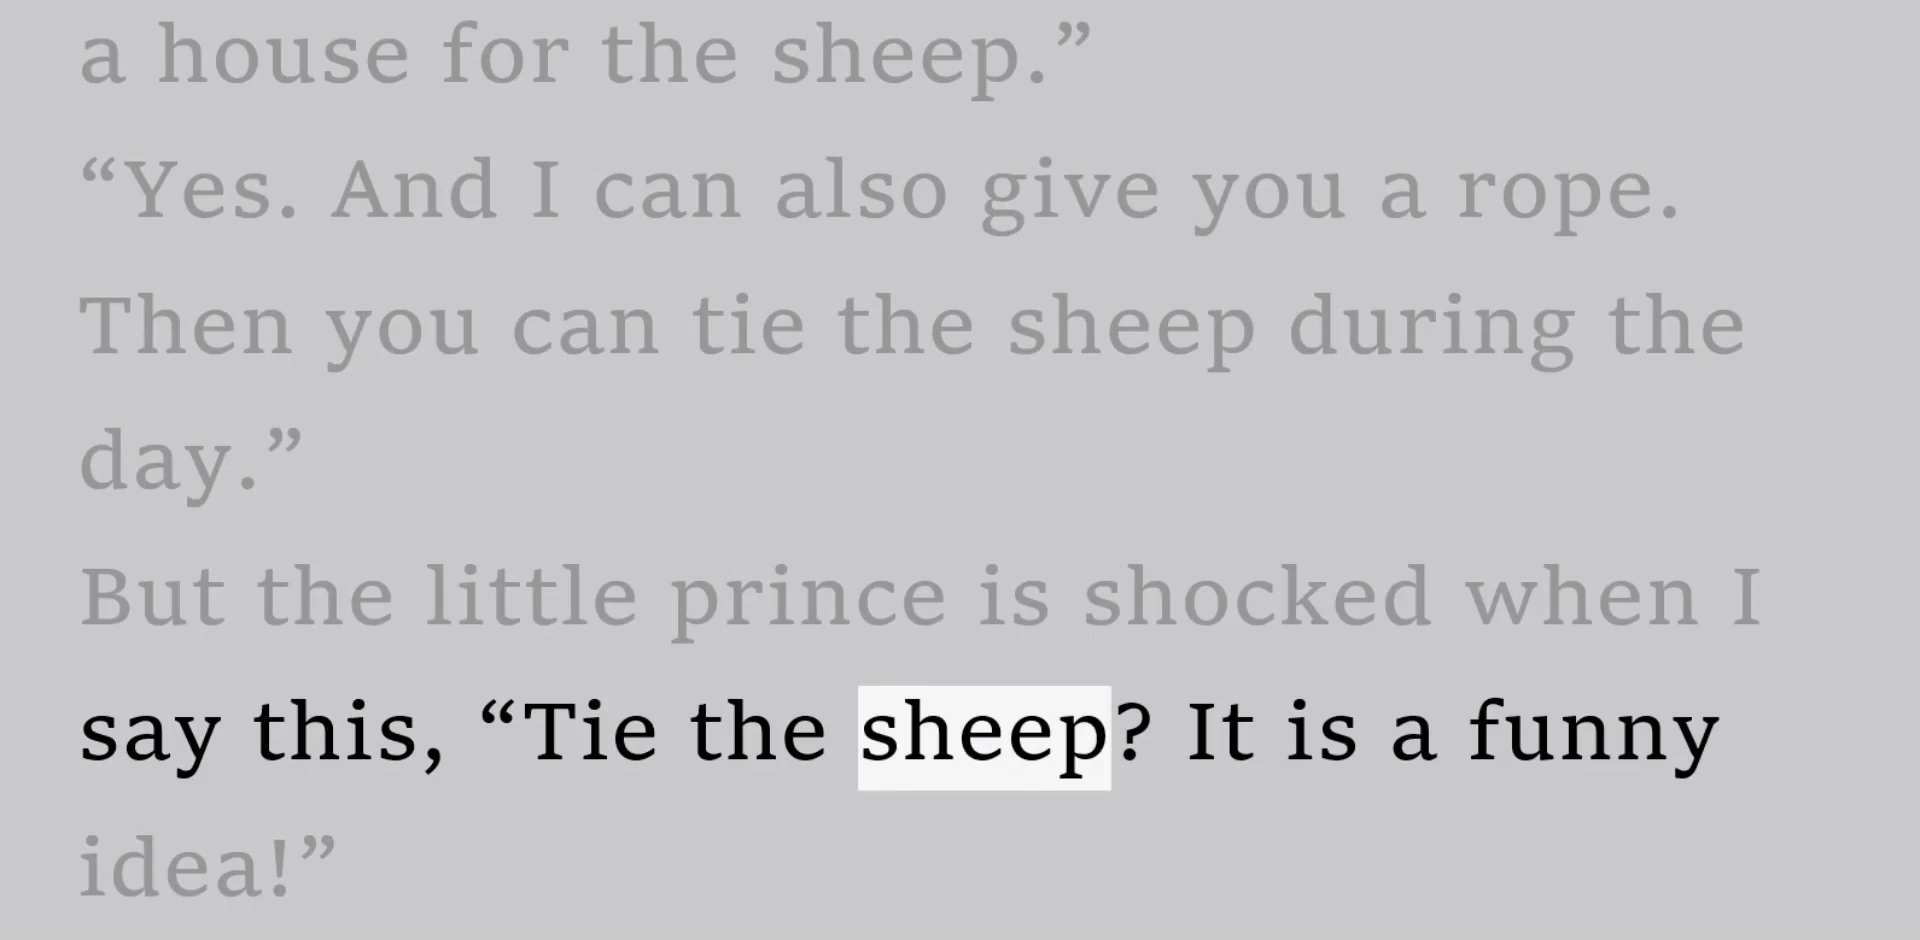 a house for the sheep.”
“Yes. And I can also give you a rope.
Then you can tie the sheep during the
day.”
But the little prince is shocked when I
say this, “Tie the sheep? It is a funny
idea!”